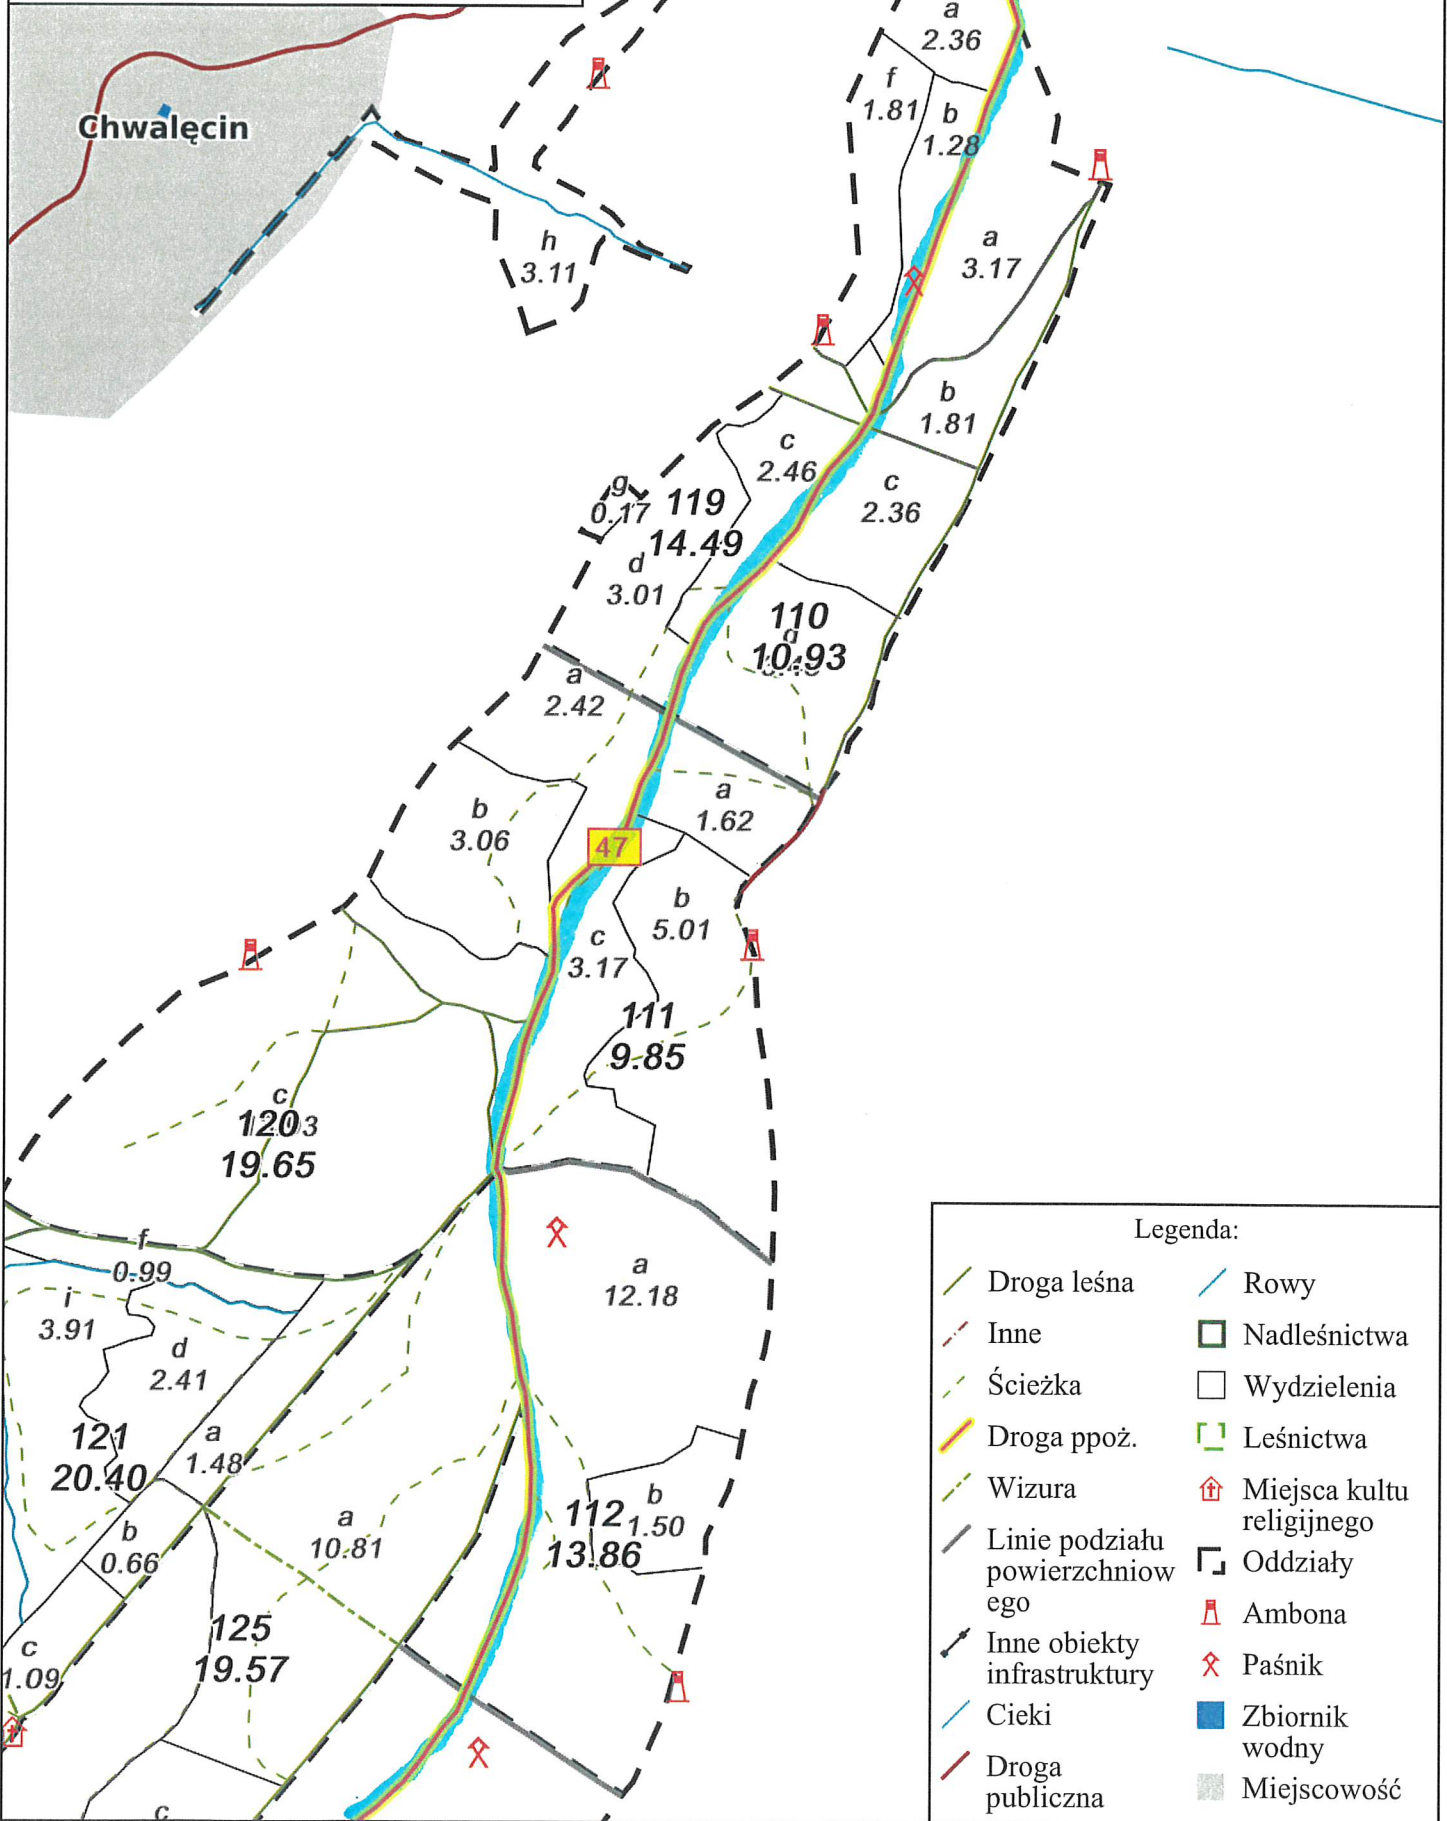 a
2.36
f
1.81
b
1.28
Chwalęcin
h
3.11
a
3.17
b
1.81
c
2.46
c
2.36
g
0.17
119
14.49
d
3.01
110
10.93
a
2.42
a
1.62
b
3.06
47
b
5.01
c
3.17
111
9.85
c
120
19.65
f
0.99
a
12.18
i
3.91
d
2.41
121
20.40
a
1.48
b
0.66
a
10.81
112
13.86
b
1.50
125
19.57
c
1.09
c
Legenda:
Droga leśna
Inne
Ścieżka
Droga ppoż.
Wizura
Linie podziału
powierzchniow
ego
Inne obiekty
infrastruktury
Cieki
Droga
publiczna
Rowy
Nadleśnictwa
Wydzielenia
Leśnictwa
Miejsca kultu
religijnego
Oddziały
Ambona
Paśnik
Zbiornik
wodny
Miejscowość